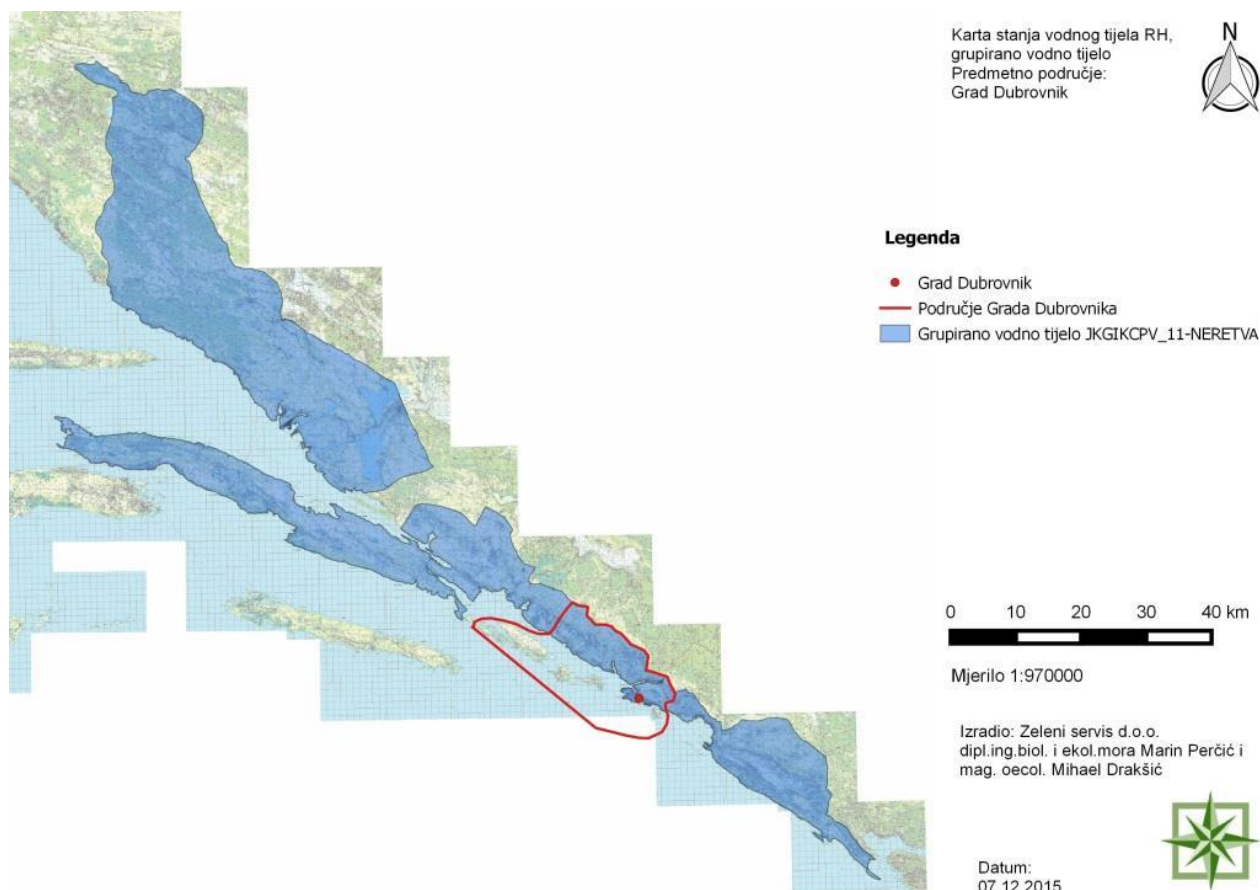 Karta stanja vodnog tijela RH,
grupirano vodno tijelo
Predmetno područje:
Grad Dubrovnik
N
Legenda
Grad Dubrovnik
Područje Grada Dubrovnika
Grupirano vodno tijelo JKGIKCPV_11-NERETVA
0 10 20 30 40 km
Mjerilo 1:970000
Izradio: Zeleni servis d.o.o.
dipl.ing.biol. i ekol.mora Marin Perčić i
mag. oecol. Mihael Drakšić
Datum:
07.12.2015